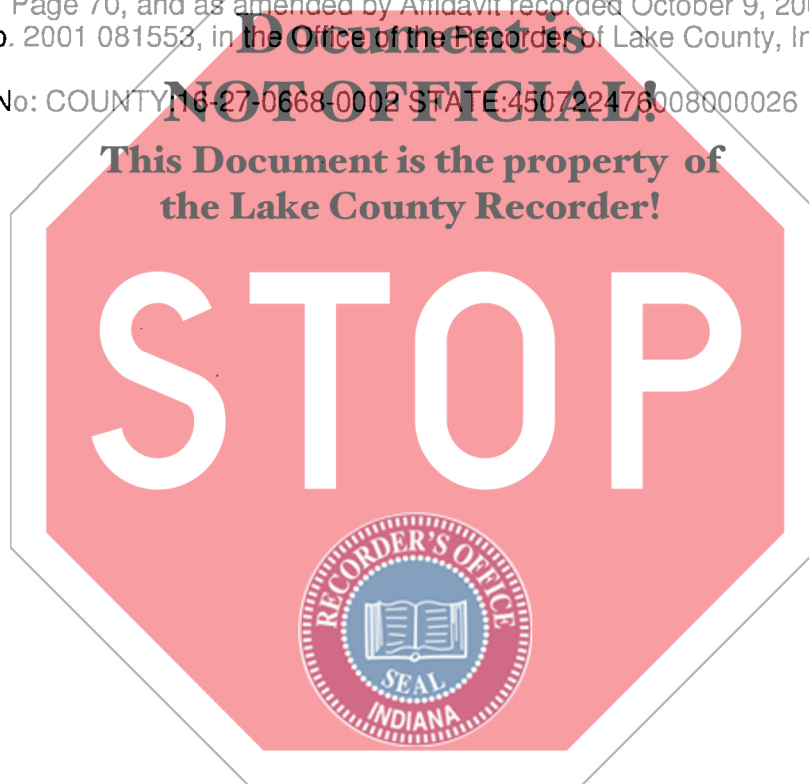 Page 70, and as amended by Affidavit recorded October 9, 200
o. 2001 081553, in the Office of the Recorder of Lake County, In
Document is
No: COUNTY:16-27-0668-0002 STATE:450722476008000026
NOT OFFICIAL!
This Document is the property of
the Lake County Recorder!
STOP
RECORDER'S OFFICE
SEAL
INDIANA